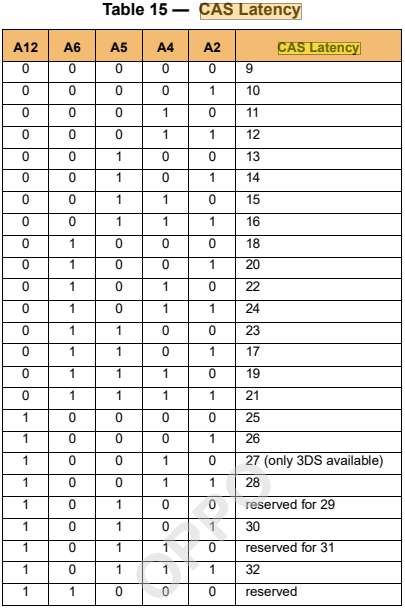 Table 15 — CAS Latency
A12 A6 A5 A4 A2 CAS Latency
0 0 0 0 0 9
0 0 0 0 1 10
0 0 0 1 0 11
0 0 0 1 1 12
0 0 1 0 0 13
0 0 1 0 1 14
0 0 1 1 0 15
0 0 1 1 1 16
0 1 0 0 0 18
0 1 0 0 1 20
0 1 0 1 0 22
0 1 0 1 1 24
0 1 1 0 0 23
0 1 1 0 1 17
0 1 1 1 0 19
0 1 1 1 1 21
1 0 0 0 0 25
1 0 0 0 1 26
1 0 0 1 0 27 (only 3DS available)
1 0 0 1 1 28
1 0 1 0 0 reserved for 29
1 0 1 0 1 30
1 0 1 1 0 reserved for 31
1 0 1 1 1 32
1 1 0 0 0 reserved
OPPO